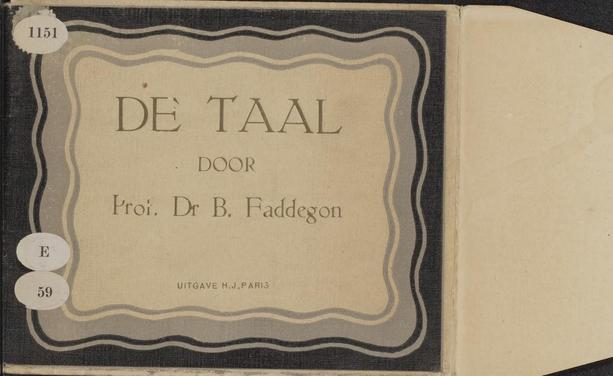 1151
DE TAAL
DOOR
Prof. Dr B. Faddegon
E
59
UITGAVE H.J. PARIS